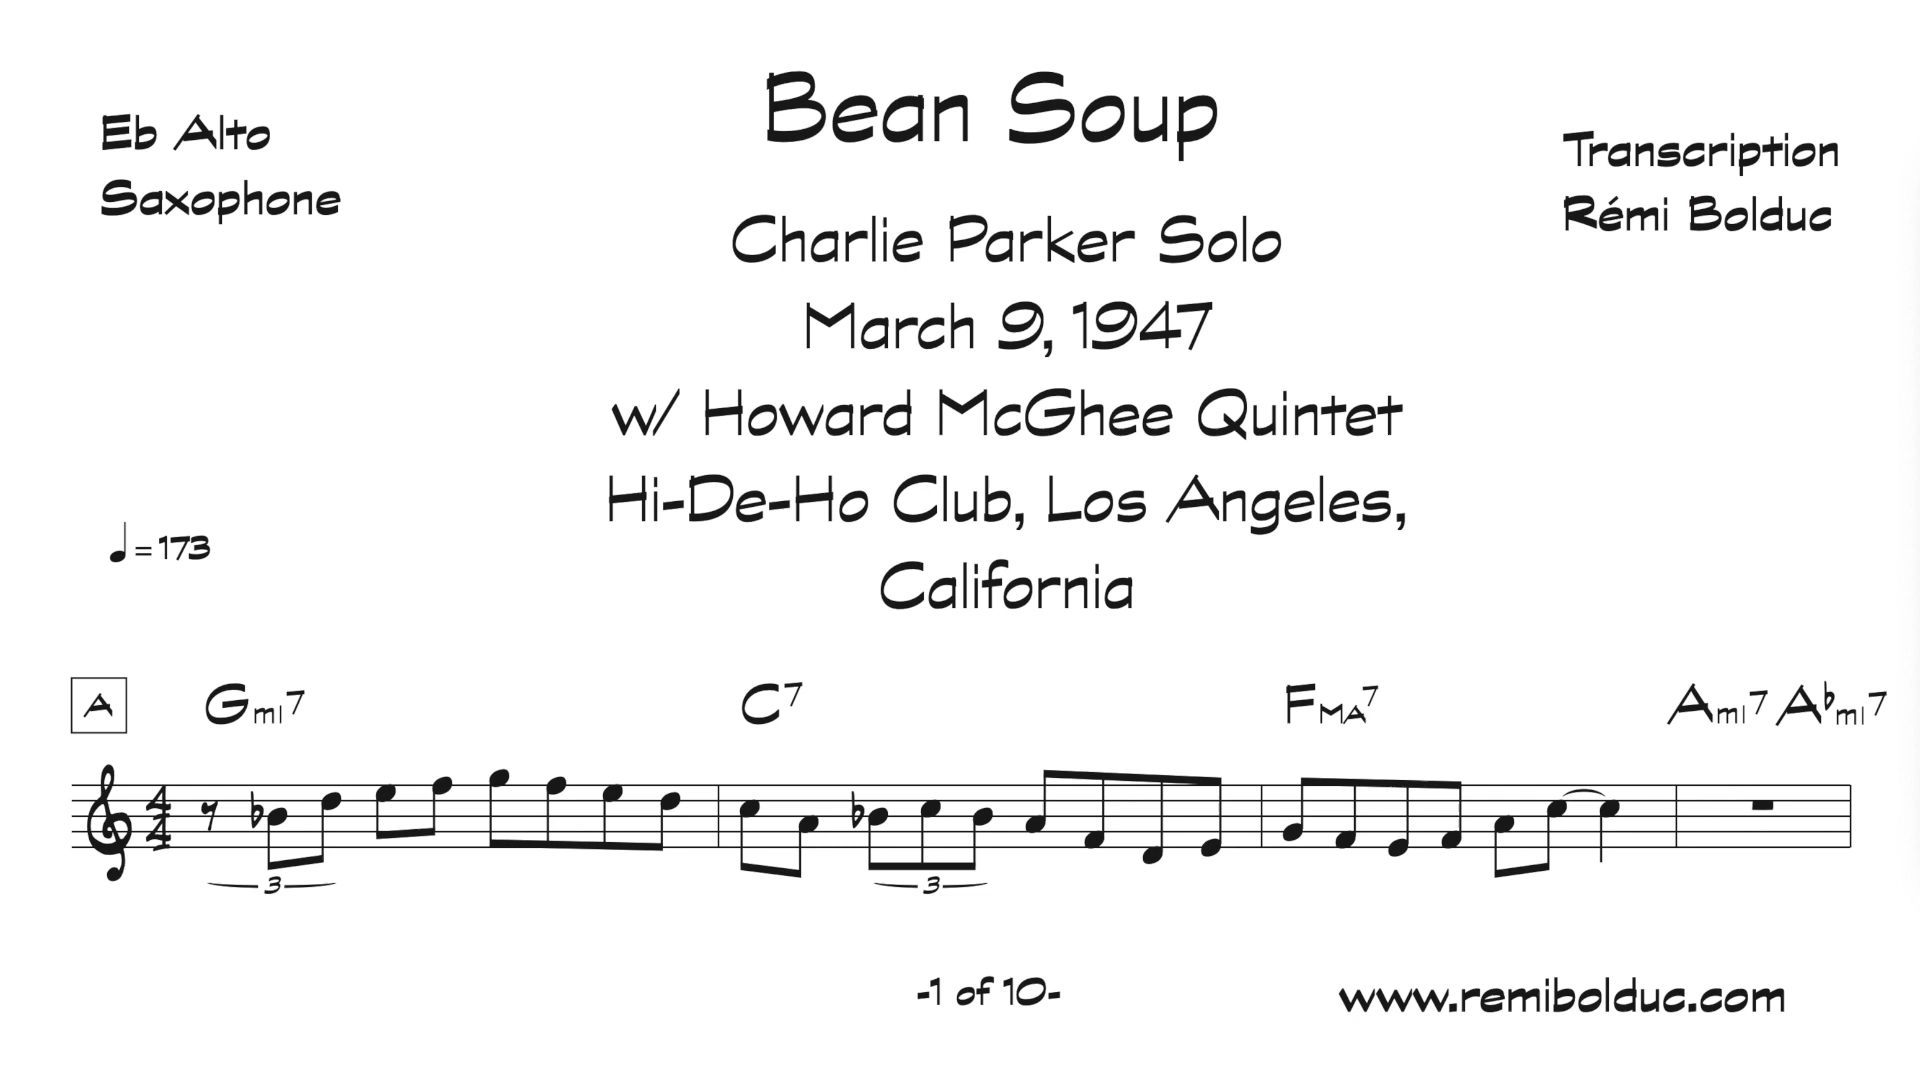 Bean Soup
Eb Alto
Saxophone
Transcription
Rémi Bolduc
Charlie Parker Solo
March 9, 1947
w/ Howard McGhee Quintet
Hi-De-Ho Club, Los Angeles,
California
♩=173
A Gmi7 C7 FMA7 Ami7 A♭mi7
4
4
3 3
-1 of 10-
www.remibolduc.com